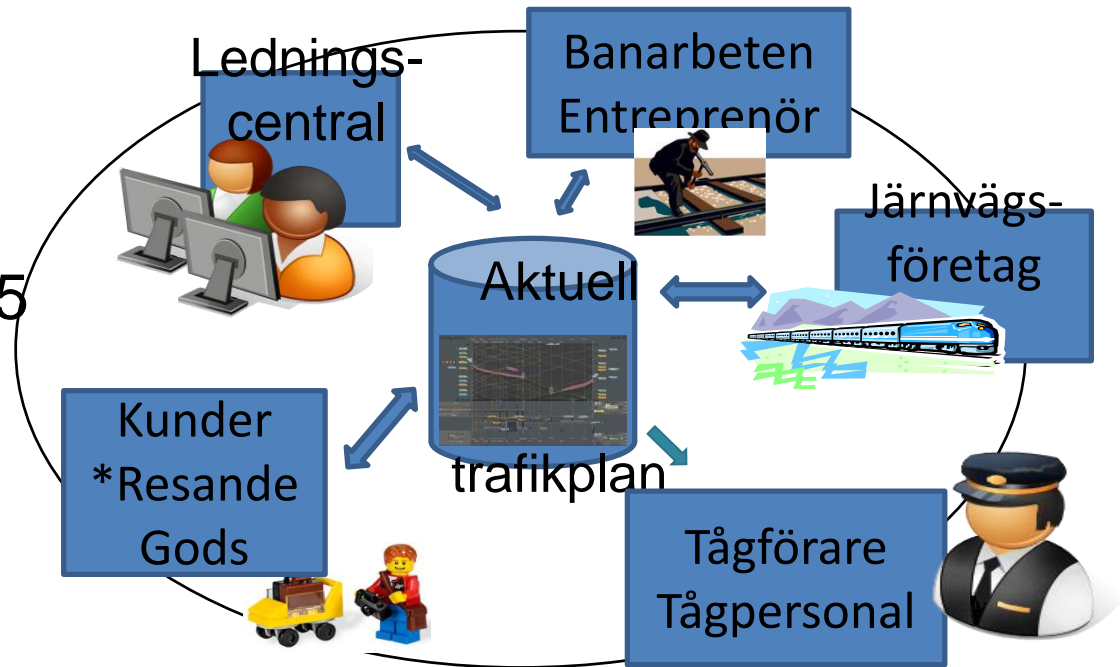 Lednings-
central
Banarbeten
Entreprenör
Järnvägs-
företag
5
Aktuell
trafikplan
Kunder
*Resande
Gods
Tågförare
Tågpersonal